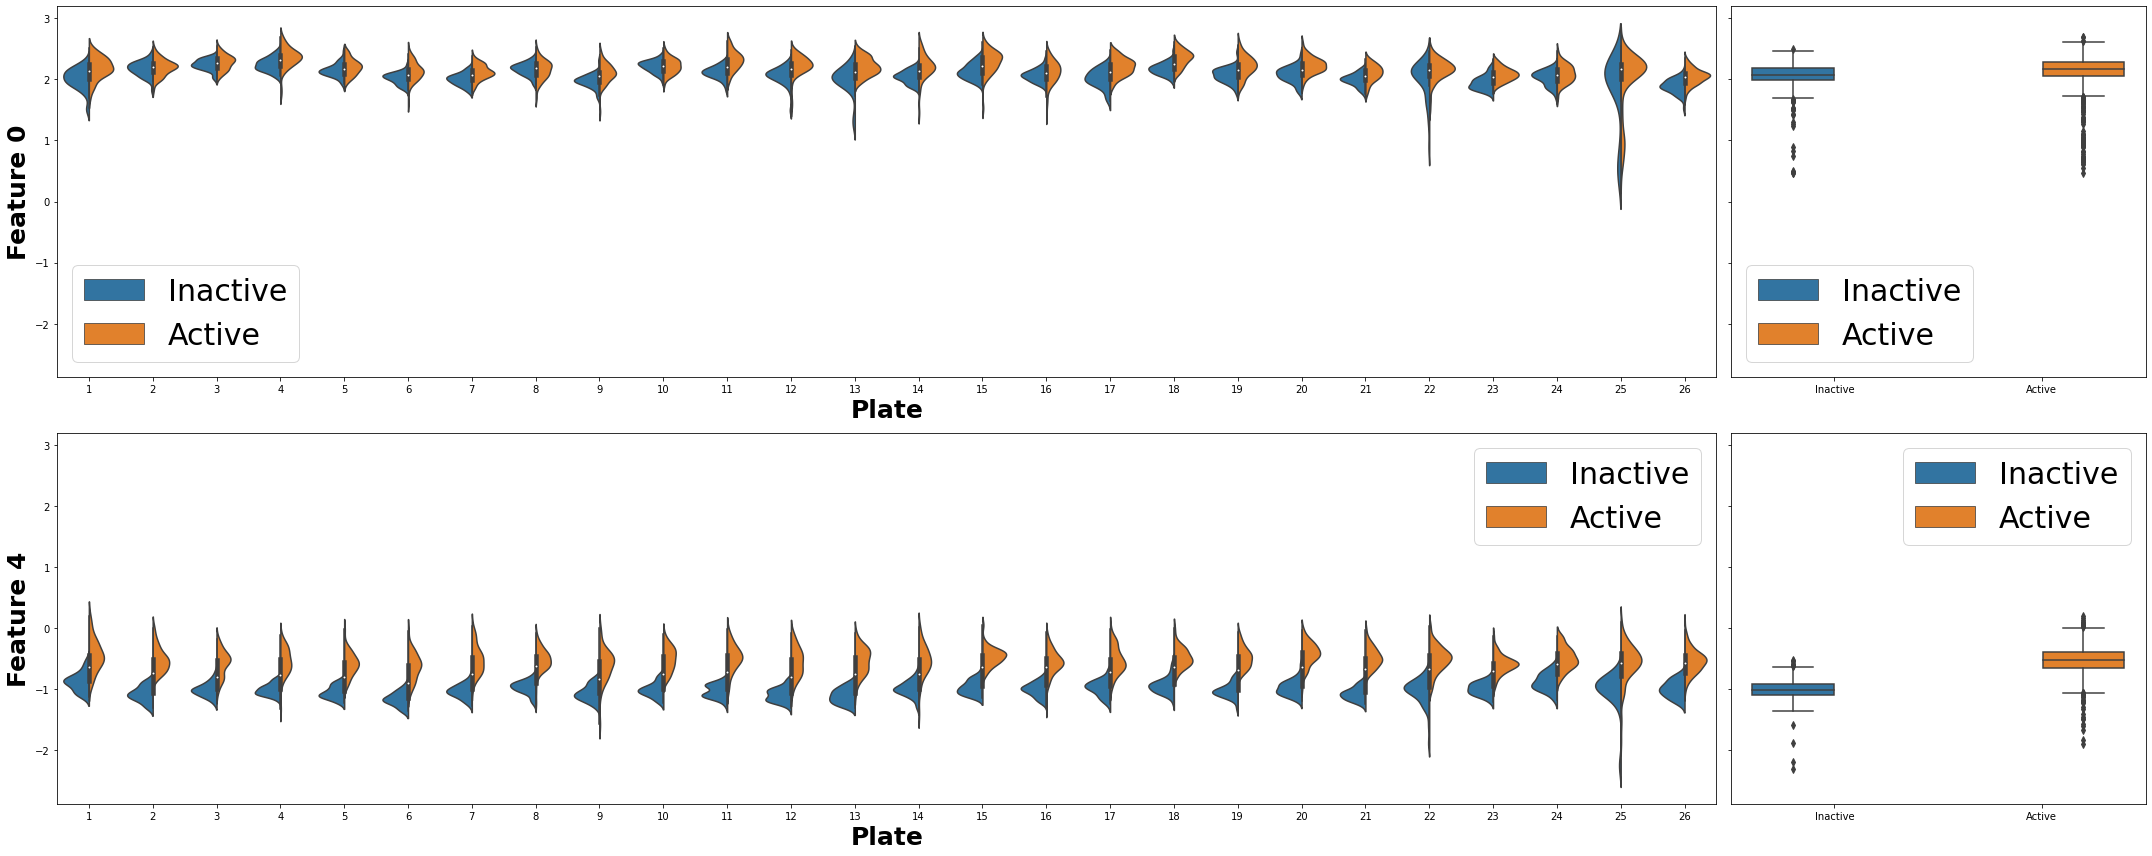 Feature 0
3
2
1
0
−1
−2
Inactive
Active
1 2 3 4 5 6 7 8 9 10 11 12 13 14 15 16 17 18 19 20 21 22 23 24 25 26
Plate
Inactive
Active
Inactive Active
Feature 4
3
2
1
0
−1
−2
Inactive
Active
1 2 3 4 5 6 7 8 9 10 11 12 13 14 15 16 17 18 19 20 21 22 23 24 25 26
Plate
Inactive
Active
Inactive Active